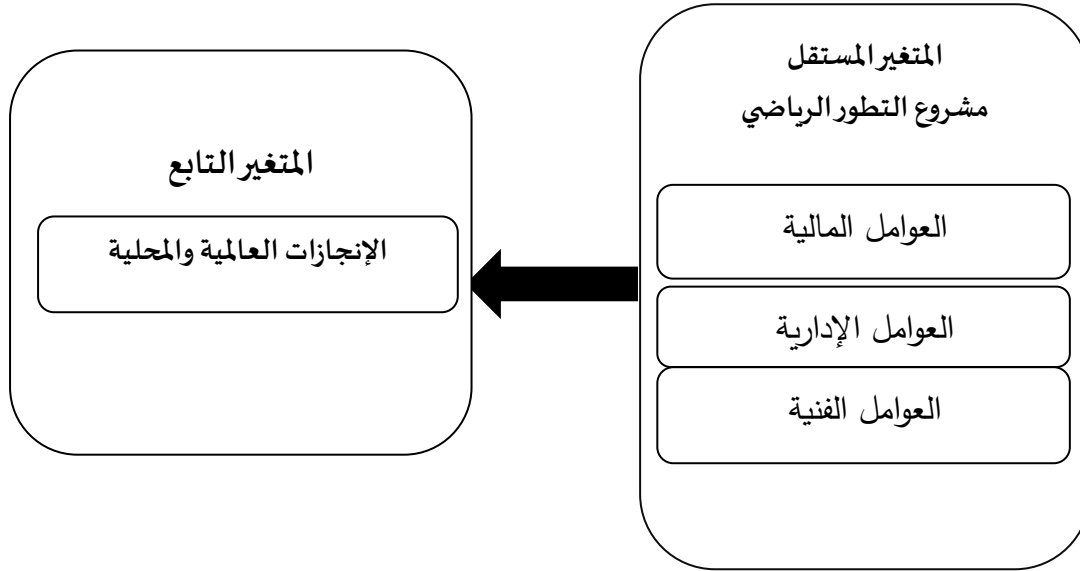 المتغير المستقل
مشروع التطور الرياضي
العوامل المالية
العوامل الإدارية
العوامل الفنية
المتغير التابع
الإنجازات العالمية والمحلية